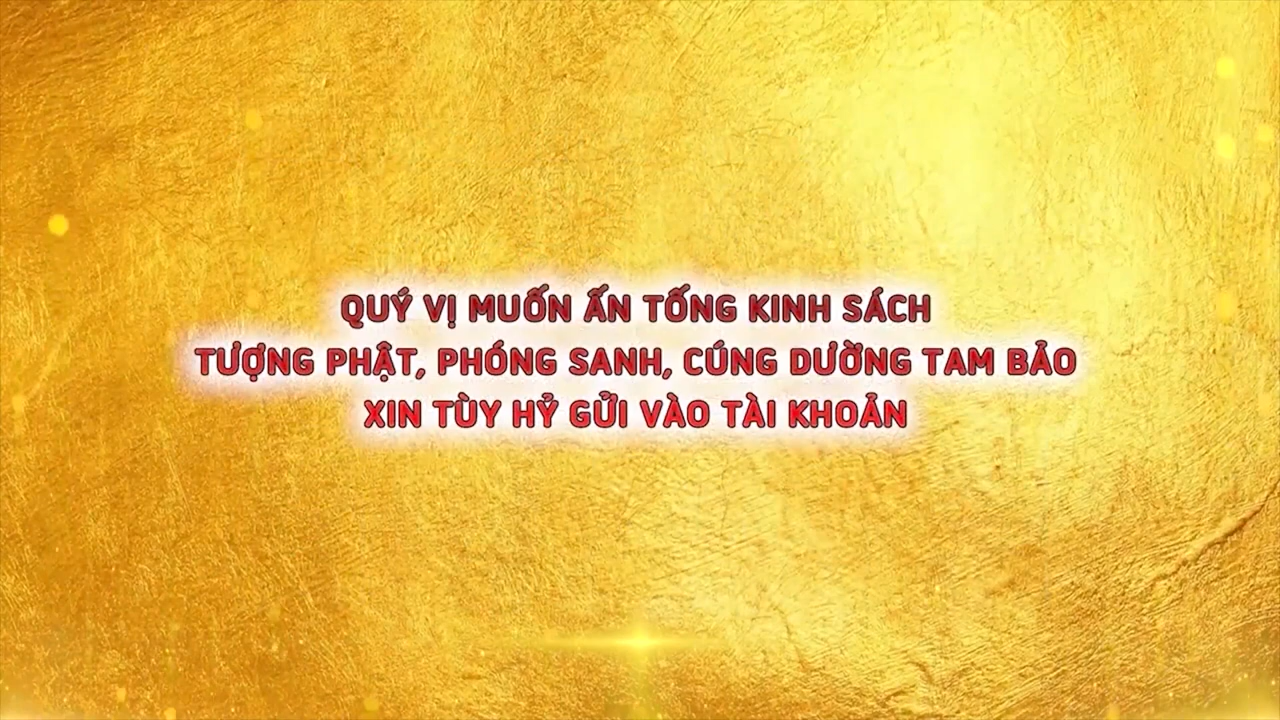 QUÝ VỊ MUỐN ẤN TỐNG KINH SÁCH
TƯỢNG PHẬT, PHÓNG SANH, CÚNG DƯỜNG TAM BẢO
XIN TÙY HỶ GỬI VÀO TÀI KHOẢN